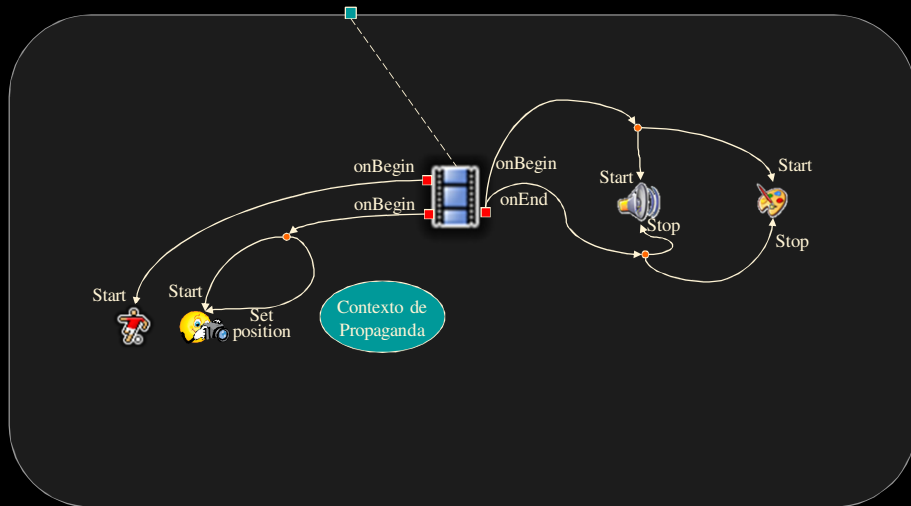 onBegin
onBegin
Start
Start
onBegin
onEnd
Start
Stop
Stop
Start
Start
Set
position
Contexto de
Propaganda